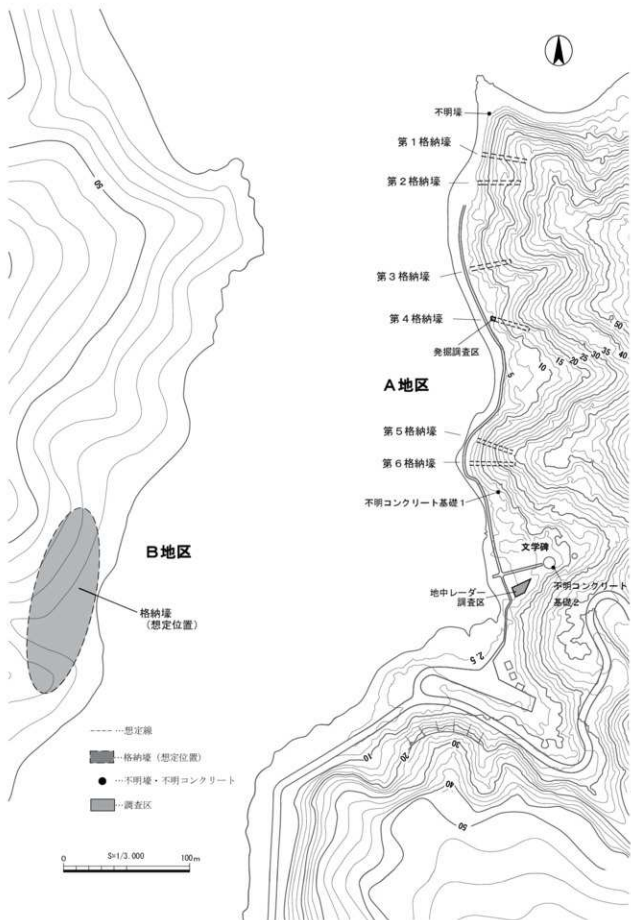 不明壕
第1格納壕
第2格納壕
第3格納壕
第4格納壕
発掘調査区
A地区
第5格納壕
第6格納壕
不明コンクリート基礎1
文学碑
不明コンクリート
基礎2
地中レーダー
調査区
B地区
格納壕
(想定位置)
50
50
40
35
30
25
20
15
10
5
2.5
10
20
30
40
50
…想定線
…格納壕(想定位置)
…不明壕・不明コンクリート
…調査区
0 S=1/3.000 100m